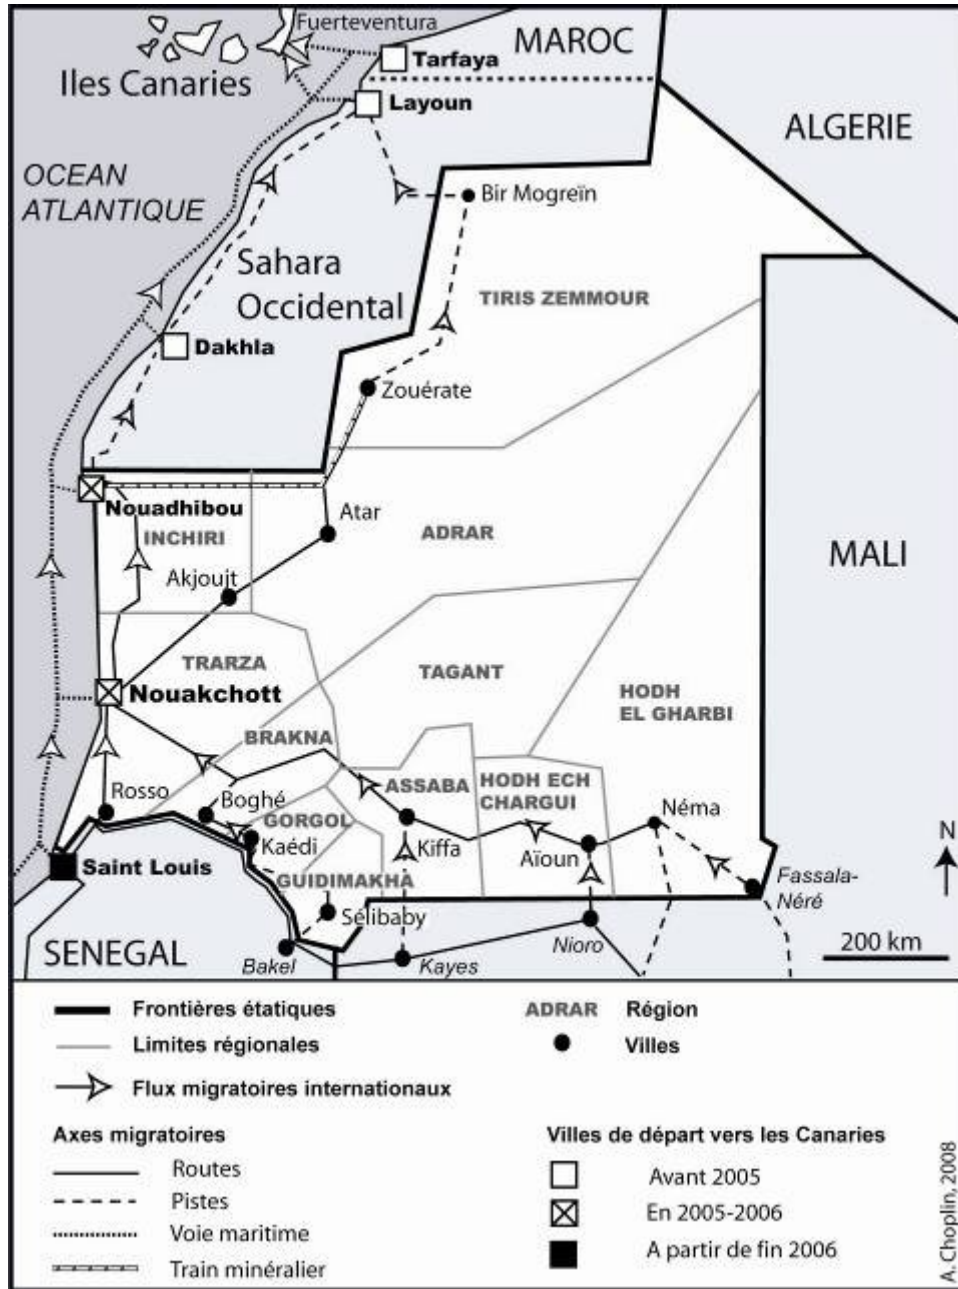 Fuerteventura
Iles Canaries
Tarfaya
MAROC
Layoun
ALGERIE
OCEAN
ATLANTIQUE
Bir Mogreïn
Sahara
Occidental
TIRIS ZEMMOUR
Dakhla
Zouérate
Nouadhibou
INCHIRI
Atar
ADRAR
MALI
Akjoujt
TRARZA
TAGANT
Nouakchott
HODH
EL GHARBI
BRAKNA
ASSABA
HODH ECH
CHARGUI
Rosso
Boghé
GORGOL
Néma
Kaédi
Kiffa
Aïoun
N
Saint Louis
GUIDIMAKHA
Fassala-
Néré
Sélibaby
SENEGAL
Bakel
Kayes
Nioro
200 km
Frontières étatiques
Limites régionales
Flux migratoires internationaux
ADRAR Région
Villes
Axes migratoires
Routes
Pistes
Voie maritime
Train minéralier
Villes de départ vers les Canaries
Avant 2005
En 2005-2006
A partir de fin 2006
A. Choplin, 2008